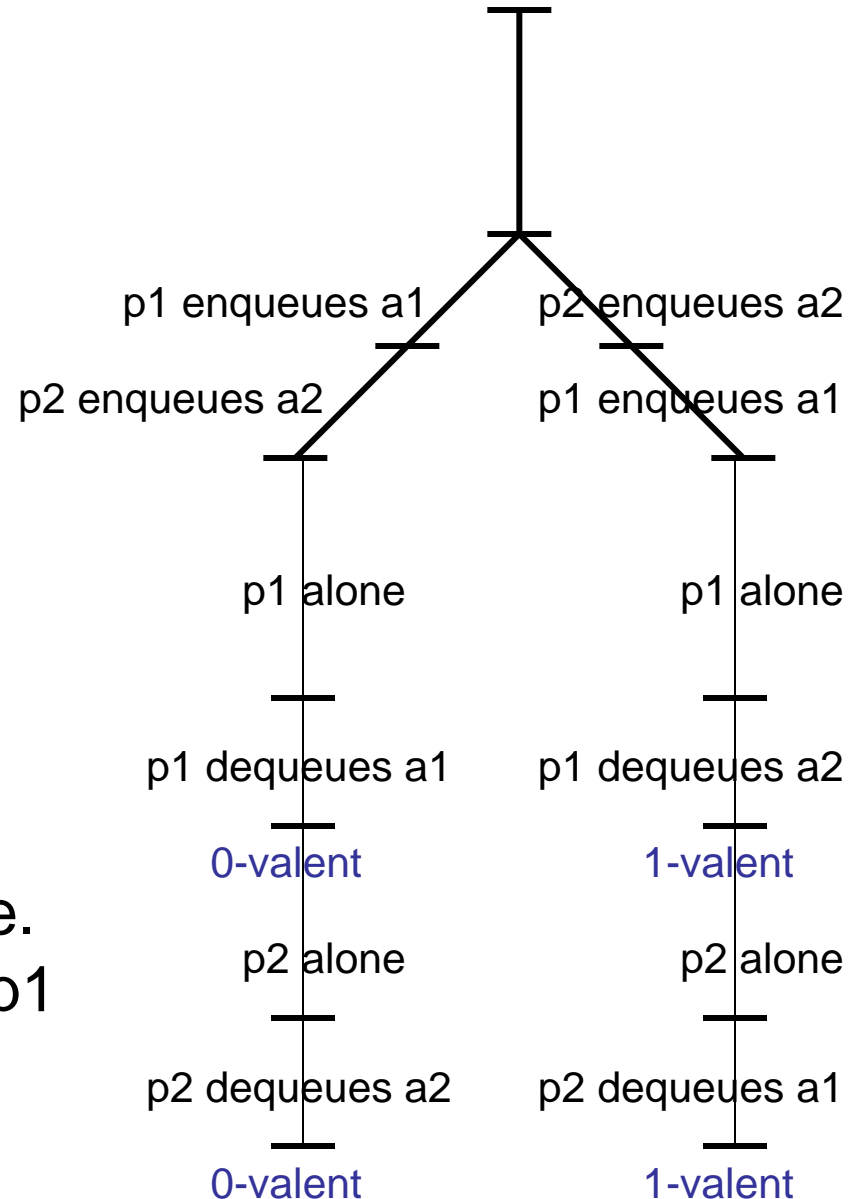 p1 enqueues a1
p2 enqueues a2
p2 enqueues a2
p1 enqueues a1
p1 alone
p1 alone
p1 dequeues a1
p1 dequeues a2
0-valent
1-valent
e.
p1
p2 alone
p2 alone
p2 dequeues a2
p2 dequeues a1
0-valent
1-valent